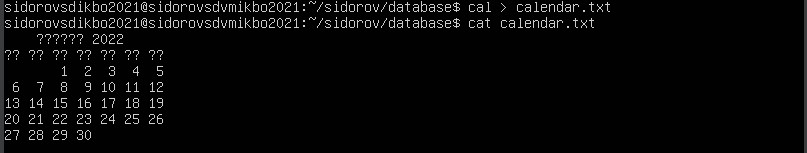 sidorovsdikbo2021@sidorovsdvmikbo2021:~/sidorov/database$ cal > calendar.txt
sidorovsdikbo2021@sidorovsdvmikbo2021:~/sidorov/database$ cat calendar.txt
    ?????? 2022
?? ?? ?? ?? ?? ?? ??
       1  2  3  4  5
 6  7  8  9 10 11 12
13 14 15 16 17 18 19
20 21 22 23 24 25 26
27 28 29 30